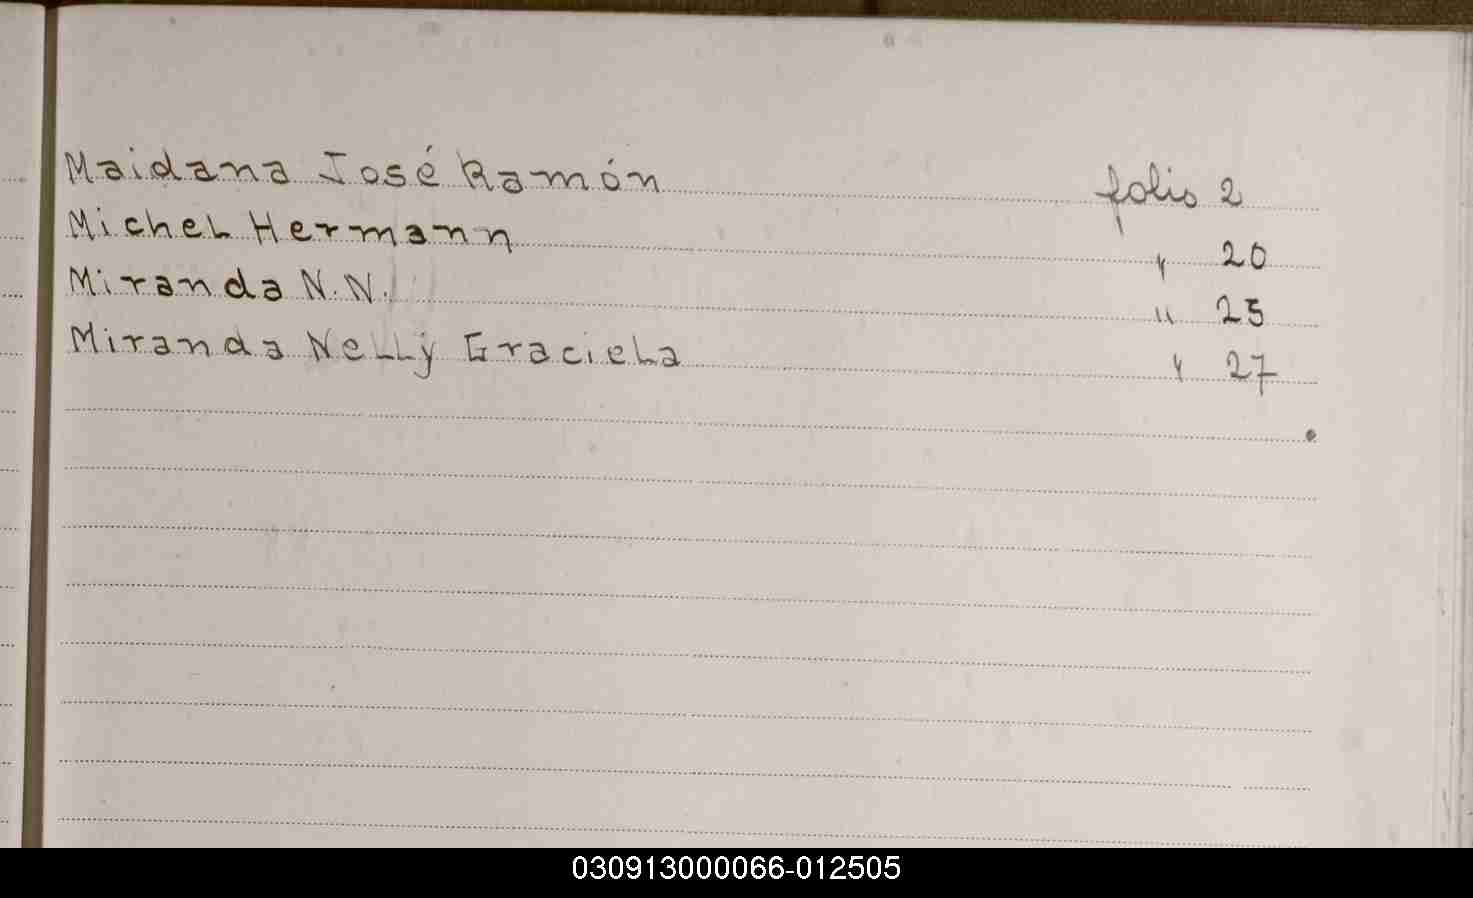 Maidana José Ramón folio 2
Michel Hermann " 20
Miranda N.N. " 25
Miranda Nelly Graciela " 27
030913000066-012505